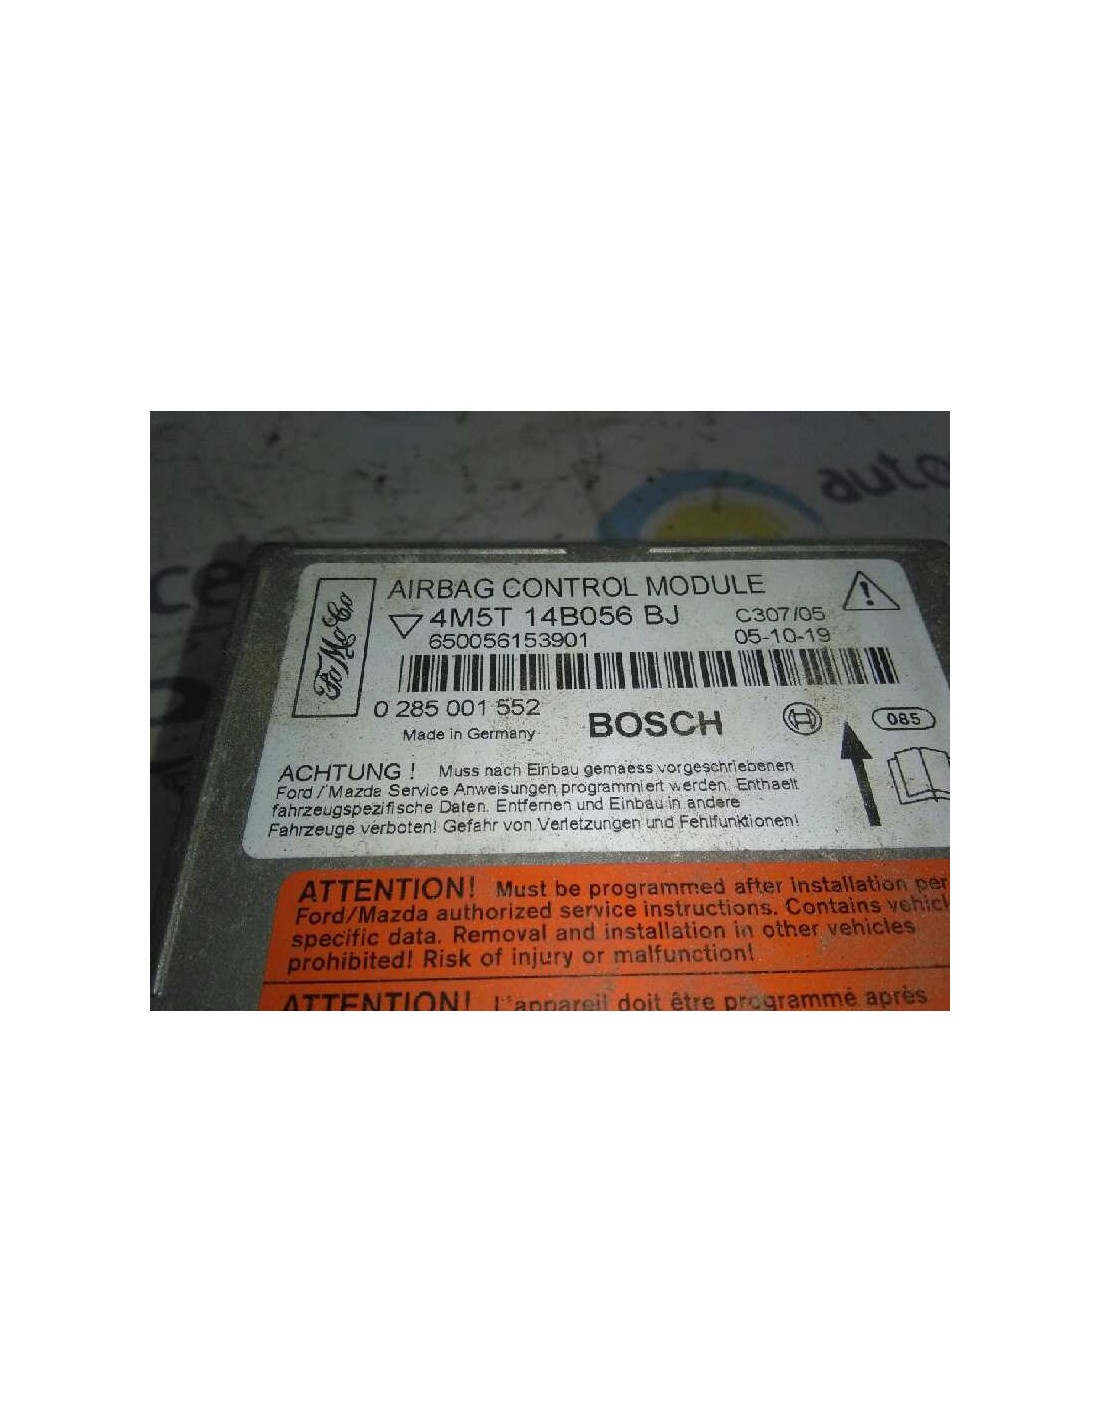 auto
ce
FoMoCo
AIRBAG CONTROL MODULE
4M5T 14B056 BJ
C307/05
650056153901
05-10-19
0 285 001 552
BOSCH
085
Made in Germany
ACHTUNG ! Muss nach Einbau gemaess vorgeschriebenen
Ford / Mazda Service Anweisungen programmiert werden. Enthaelt
fahrzeugspezifische Daten. Entfernen und Einbau in andere
Fahrzeuge verboten! Gefahr von Verletzungen und Fehlfunktionen!
ATTENTION! Must be programmed after installation per
Ford/Mazda authorized service instructions. Contains vehicl
specific data. Removal and installation in other vehicles
prohibited! Risk of injury or malfunction!
ATTENTION! L'appareil doit être programmé après